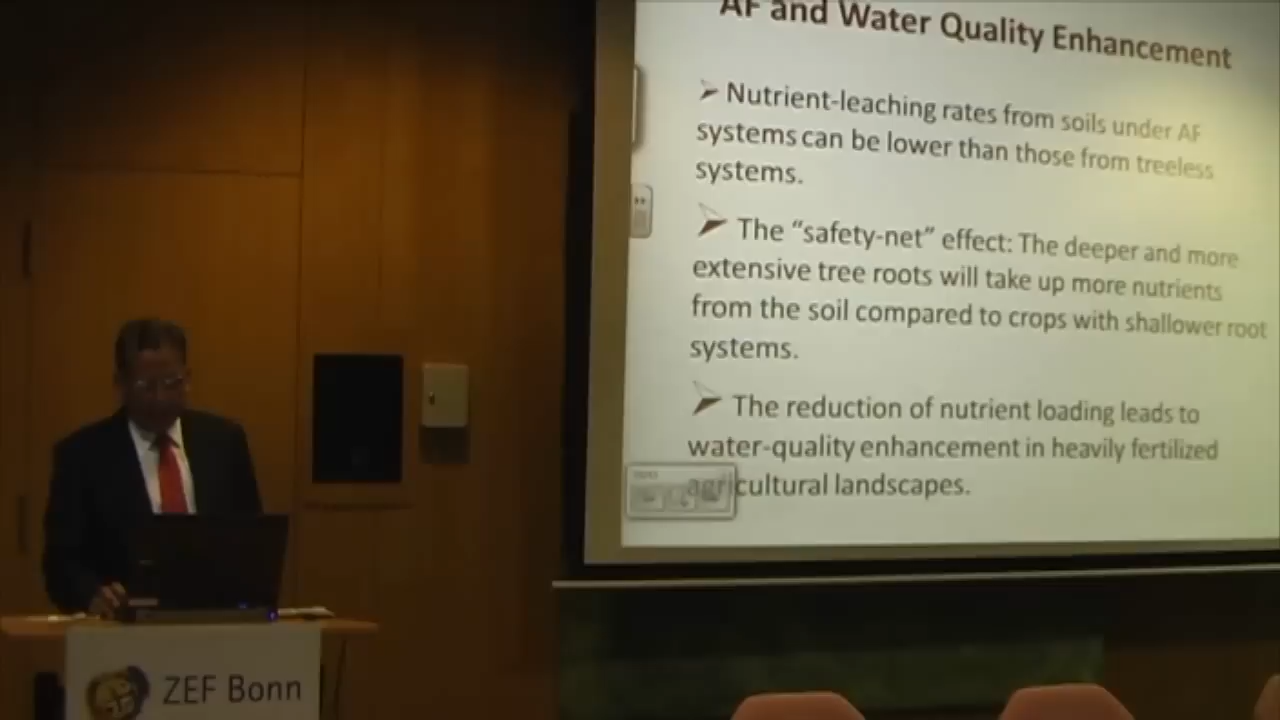 AF and Water Quality Enhancement
➢ Nutrient-leaching rates from soils under AF
systems can be lower than those from treeless
systems.
➢ The “safety-net” effect: The deeper and more
extensive tree roots will take up more nutrients
from the soil compared to crops with shallower root
systems.
➢ The reduction of nutrient loading leads to
water-quality enhancement in heavily fertilized
agricultural landscapes.
ZEF Bonn